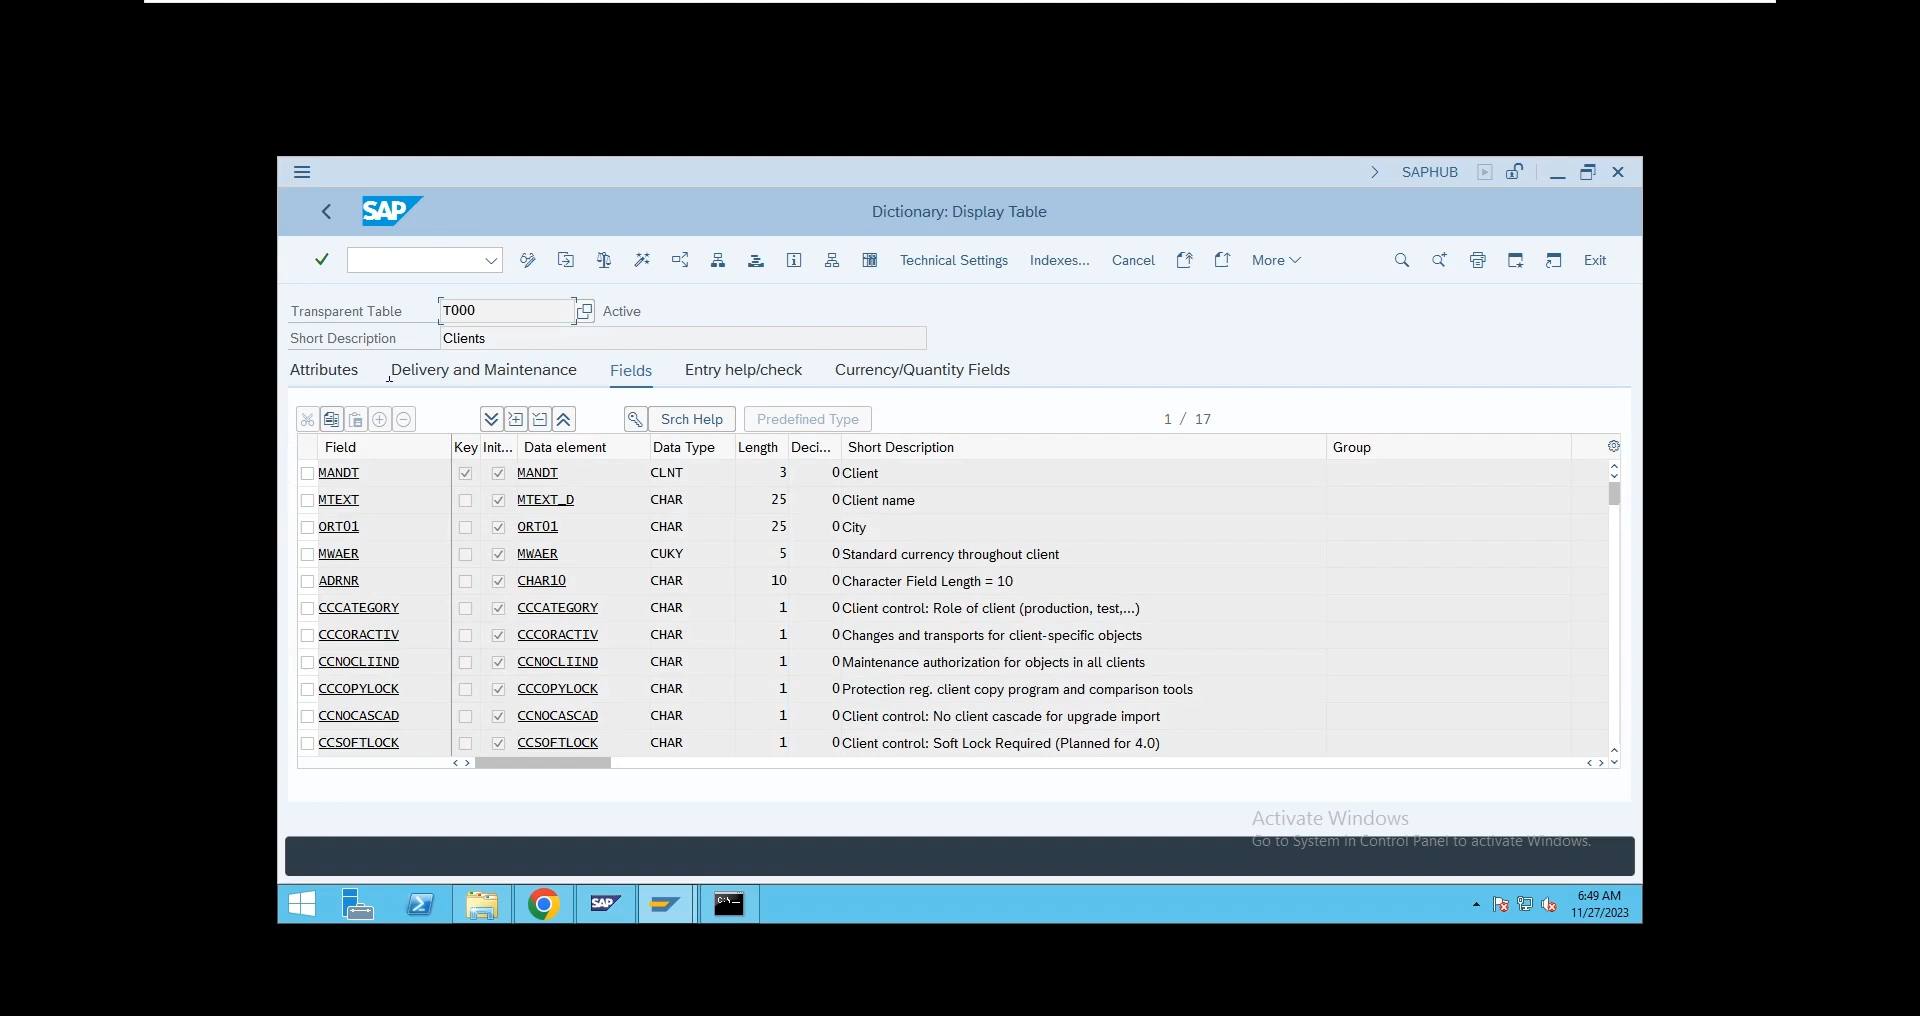 SAPHUB
SAP
Dictionary: Display Table
Technical Settings Indexes... Cancel More Exit
Transparent Table T000 Active
Short Description Clients
Attributes Delivery and Maintenance Fields Entry help/check Currency/Quantity Fields
Srch Help Predefined Type 1 / 17
Field Key Init... Data element Data Type Length Deci... Short Description Group
MANDT MANDT CLNT 3 0 Client
MTEXT MTEXT_D CHAR 25 0 Client name
ORT01 ORT01 CHAR 25 0 City
MWAER MWAER CUKY 5 0 Standard currency throughout client
ADRNR CHAR10 CHAR 10 0 Character Field Length = 10
CCCATEGORY CCCATEGORY CHAR 1 0 Client control: Role of client (production, test,...)
CCCORACTIV CCCORACTIV CHAR 1 0 Changes and transports for client-specific objects
CCNOCLIIND CCNOCLIIND CHAR 1 0 Maintenance authorization for objects in all clients
CCCOPYLOCK CCCOPYLOCK CHAR 1 0 Protection reg. client copy program and comparison tools
CCNOCASCAD CCNOCASCAD CHAR 1 0 Client control: No client cascade for upgrade import
CCSOFTLOCK CCSOFTLOCK CHAR 1 0 Client control: Soft Lock Required (Planned for 4.0)
Activate Windows
Go to System in Control Panel to activate Windows.
SAP C:\_ 6:49 AM
11/27/2023